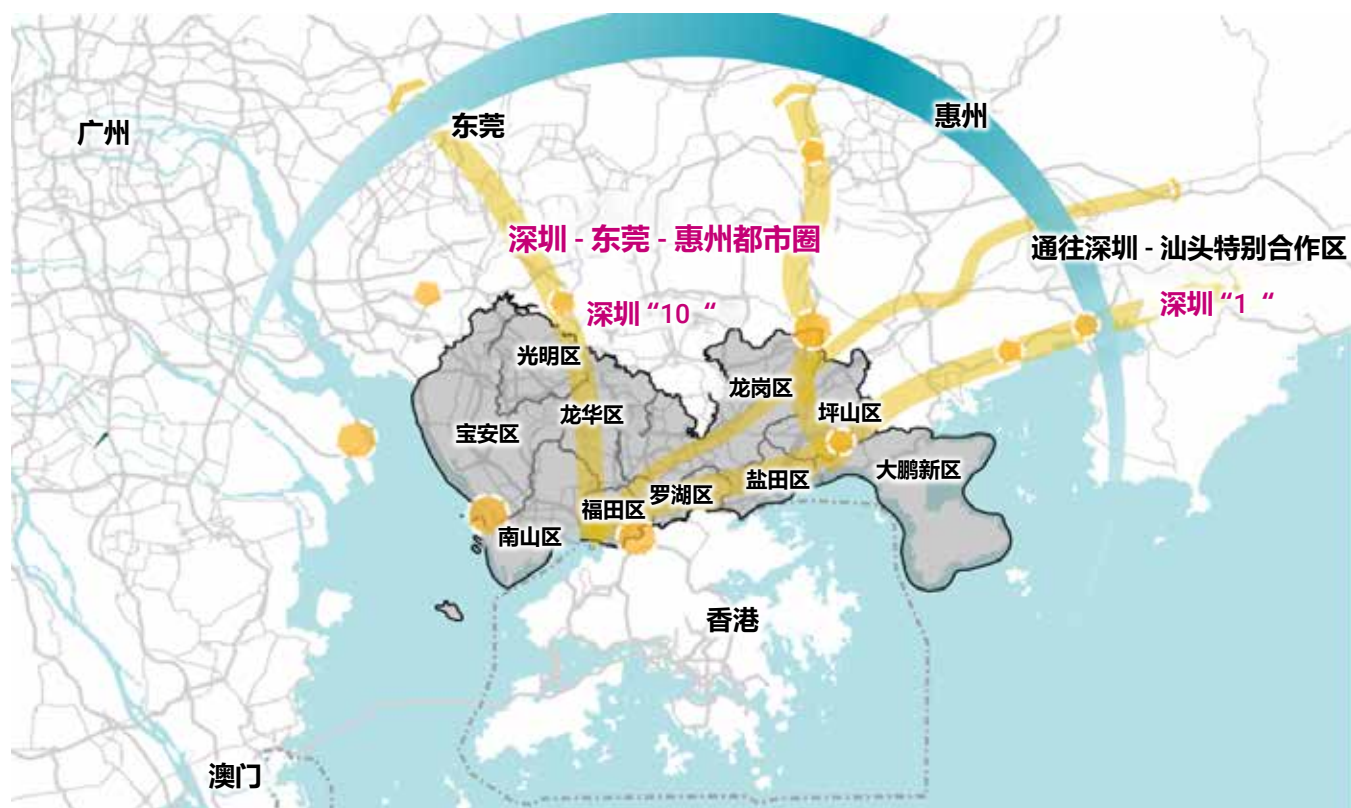 广州
东莞
惠州
深圳 - 东莞 - 惠州都市圈
通往深圳 - 汕头特别合作区
深圳 “10 “
深圳 “1 “
光明区
龙岗区
龙华区
坪山区
宝安区
大鹏新区
盐田区
罗湖区
福田区
南山区
香港
澳门